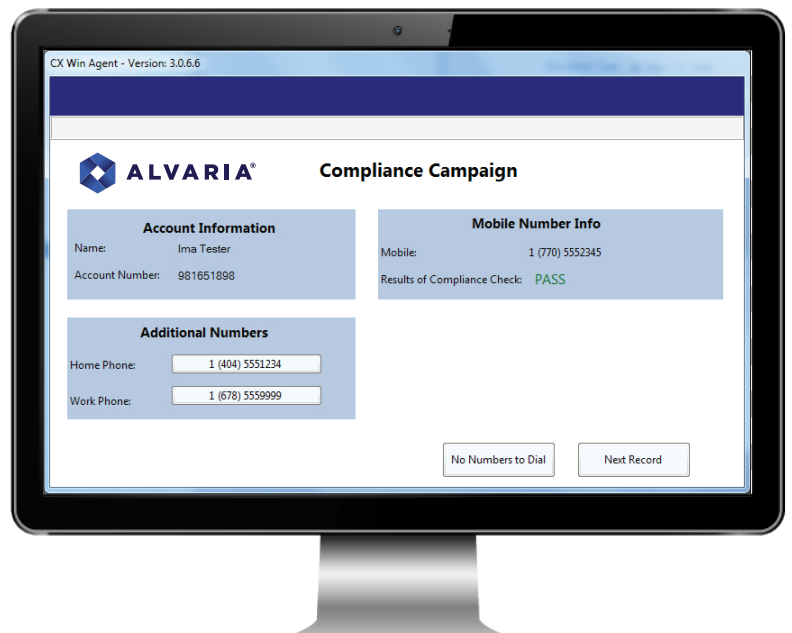 CX Win Agent - Version: 3.0.6.6
ALVARIA®
Compliance Campaign
Account Information
Name: Ima Tester
Account Number: 981651898
Mobile Number Info
Mobile: 1 (770) 5552345
Results of Compliance Check: PASS
Additional Numbers
Home Phone: 1 (404) 5551234
Work Phone: 1 (678) 5559999
No Numbers to Dial
Next Record